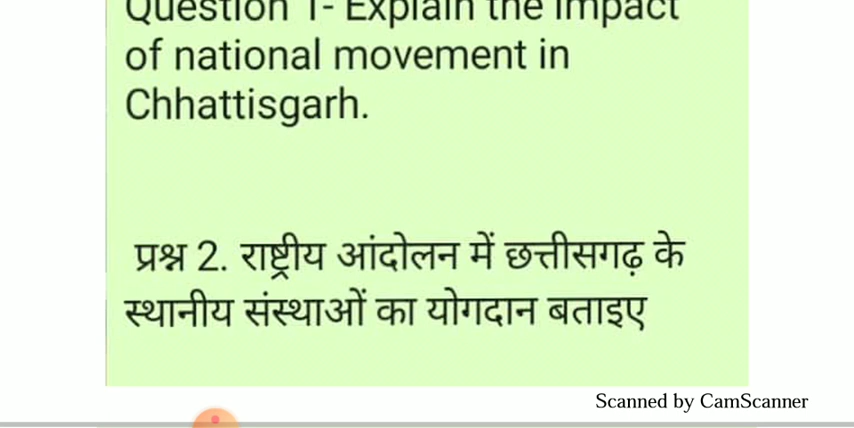 Question 1- Explain the impact
of national movement in
Chhattisgarh.
प्रश्न 2. राष्ट्रीय आंदोलन में छत्तीसगढ़ के
स्थानीय संस्थाओं का योगदान बताइए
Scanned by CamScanner